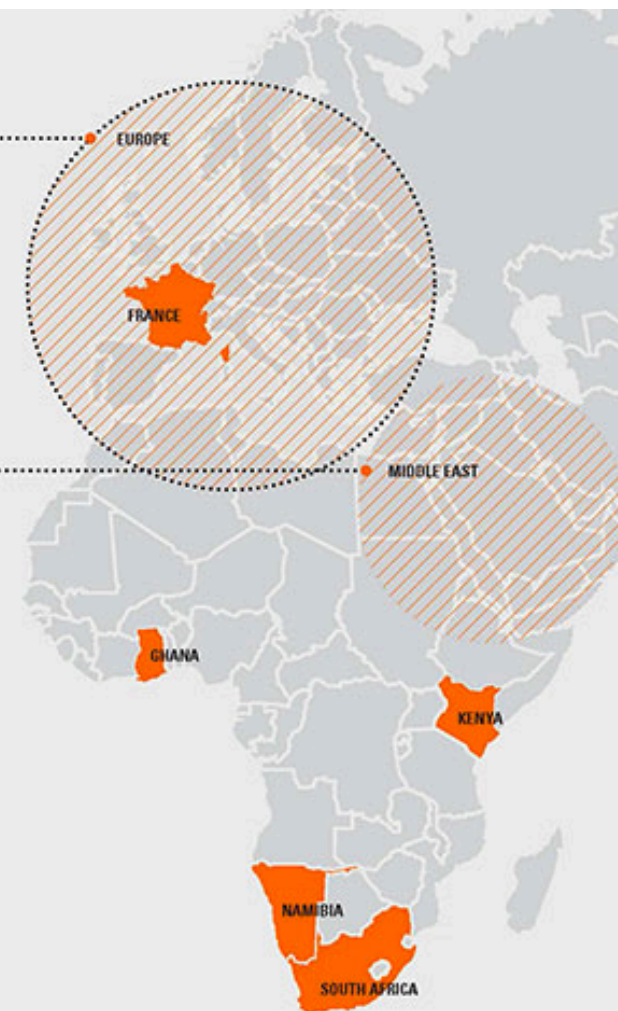 EUROPE
FRANCE
MIDDLE EAST
GHANA
KENYA
NAMIBIA
SOUTH AFRICA